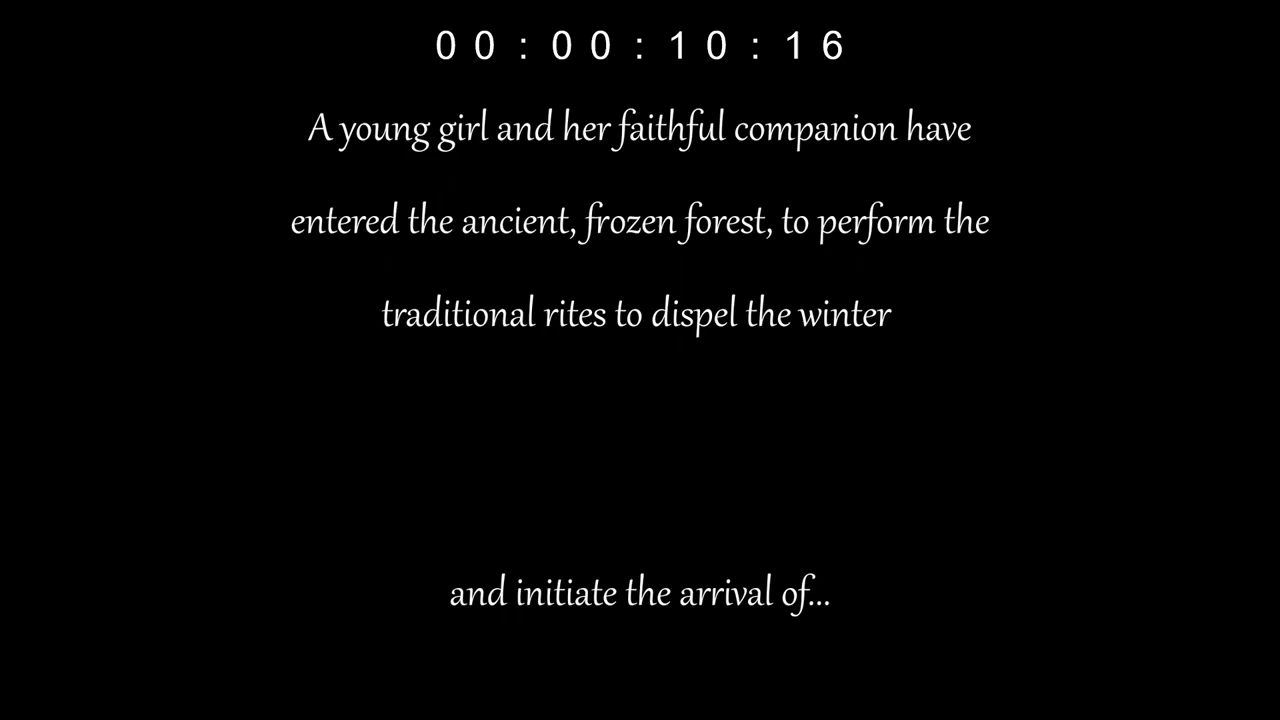 00:00:10:16
A young girl and her faithful companion have
entered the ancient, frozen forest, to perform the
traditional rites to dispel the winter
and initiate the arrival of...